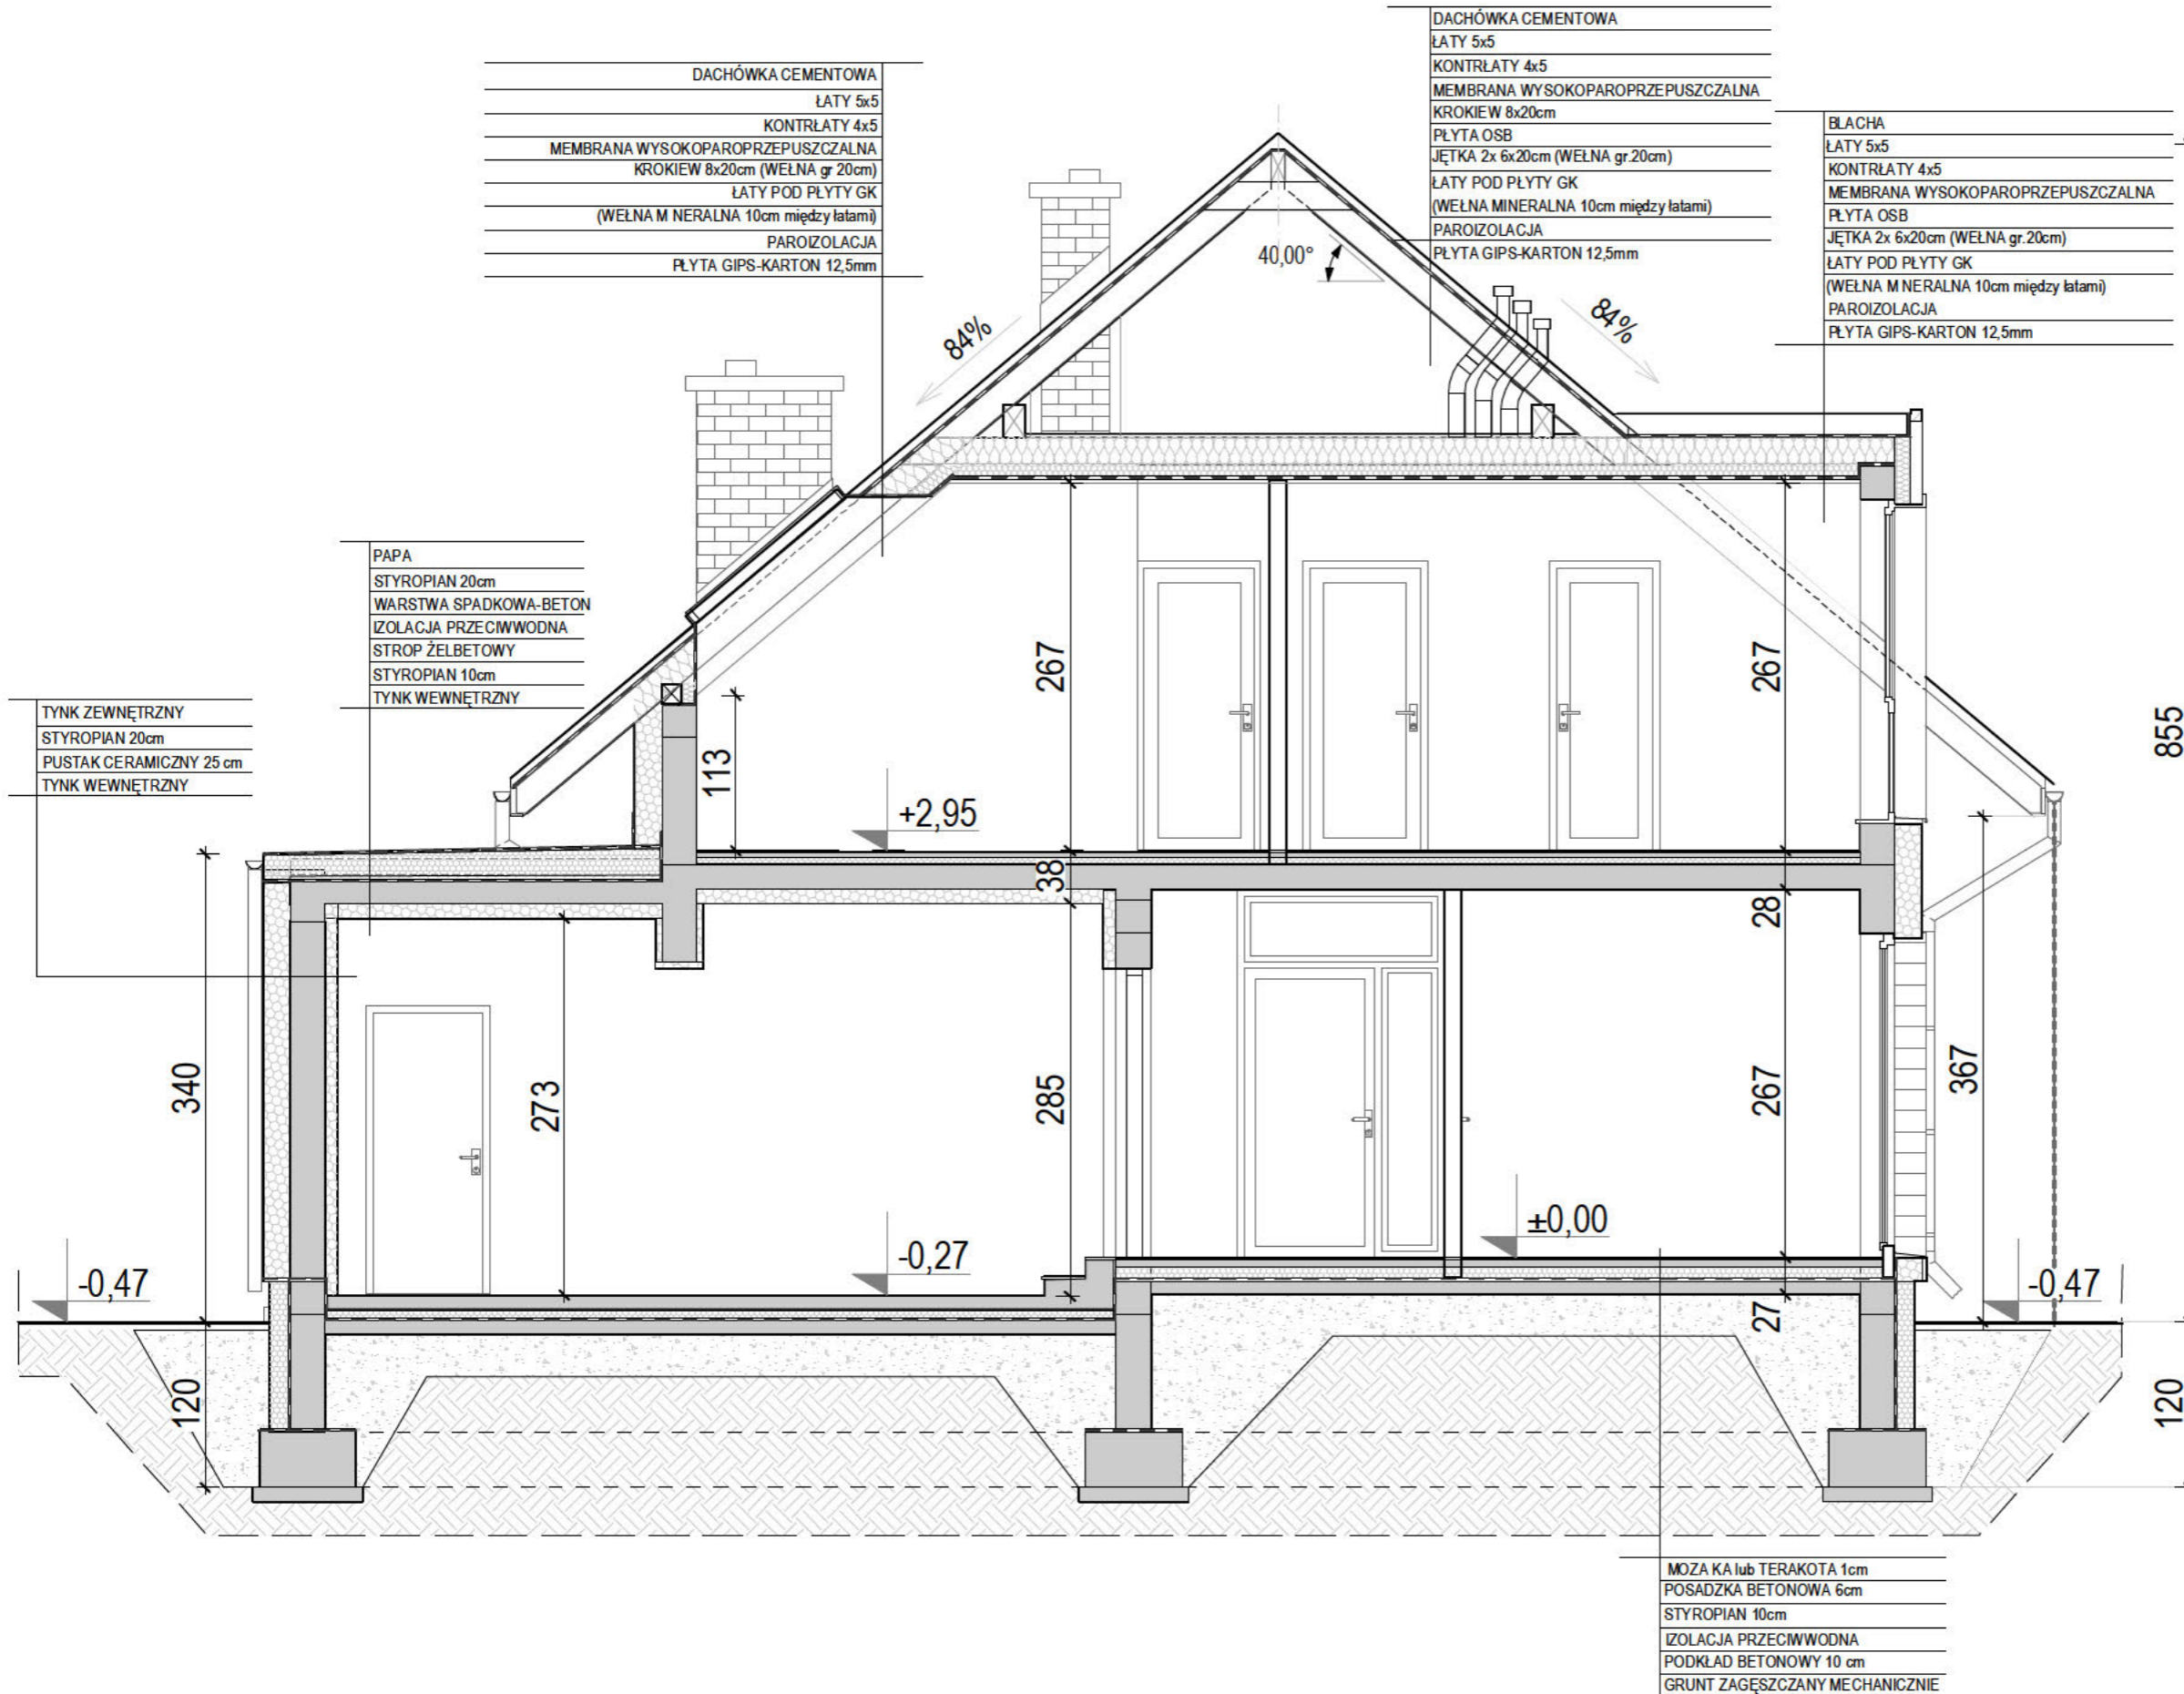 DACHÓWKA CEMENTOWA
ŁATY 5x5
KONTRŁATY 4x5
MEMBRANA WYSOKOPAROPRZEPUSZCZALNA
KROKIEW 8x20cm (WEŁNA gr 20cm)
ŁATY POD PŁYTY GK
(WEŁNA M NERALNA 10cm między łatami)
PAROIZOLACJA
PŁYTA GIPS-KARTON 12,5mm
DACHÓWKA CEMENTOWA
ŁATY 5x5
KONTRŁATY 4x5
MEMBRANA WYSOKOPAROPRZEPUSZCZALNA
KROKIEW 8x20cm
PŁYTA OSB
JĘTKA 2x 6x20cm (WEŁNA gr.20cm)
ŁATY POD PŁYTY GK
(WEŁNA MINERALNA 10cm między łatami)
PAROIZOLACJA
PŁYTA GIPS-KARTON 12,5mm
BLACHA
ŁATY 5x5
KONTRŁATY 4x5
MEMBRANA WYSOKOPAROPRZEPUSZCZALNA
PŁYTA OSB
JĘTKA 2x 6x20cm (WEŁNA gr.20cm)
ŁATY POD PŁYTY GK
(WEŁNA M NERALNA 10cm między łatami)
PAROIZOLACJA
PŁYTA GIPS-KARTON 12,5mm
40,00°
84%
84%
PAPA
STYROPIAN 20cm
WARSTWA SPADKOWA-BETON
IZOLACJA PRZECIWWODNA
STROP ŻELBETOWY
STYROPIAN 10cm
TYNK WEWNĘTRZNY
TYNK ZEWNĘTRZNY
STYROPIAN 20cm
PUSTAK CERAMICZNY 25 cm
TYNK WEWNĘTRZNY
267
267
855
113
+2,95
38
28
340
273
285
267
367
±0,00
-0,27
-0,47
-0,47
27
120
120
MOZA KA lub TERAKOTA 1cm
POSADZKA BETONOWA 6cm
STYROPIAN 10cm
IZOLACJA PRZECIWWODNA
PODKŁAD BETONOWY 10 cm
GRUNT ZAGĘSZCZANY MECHANICZNIE